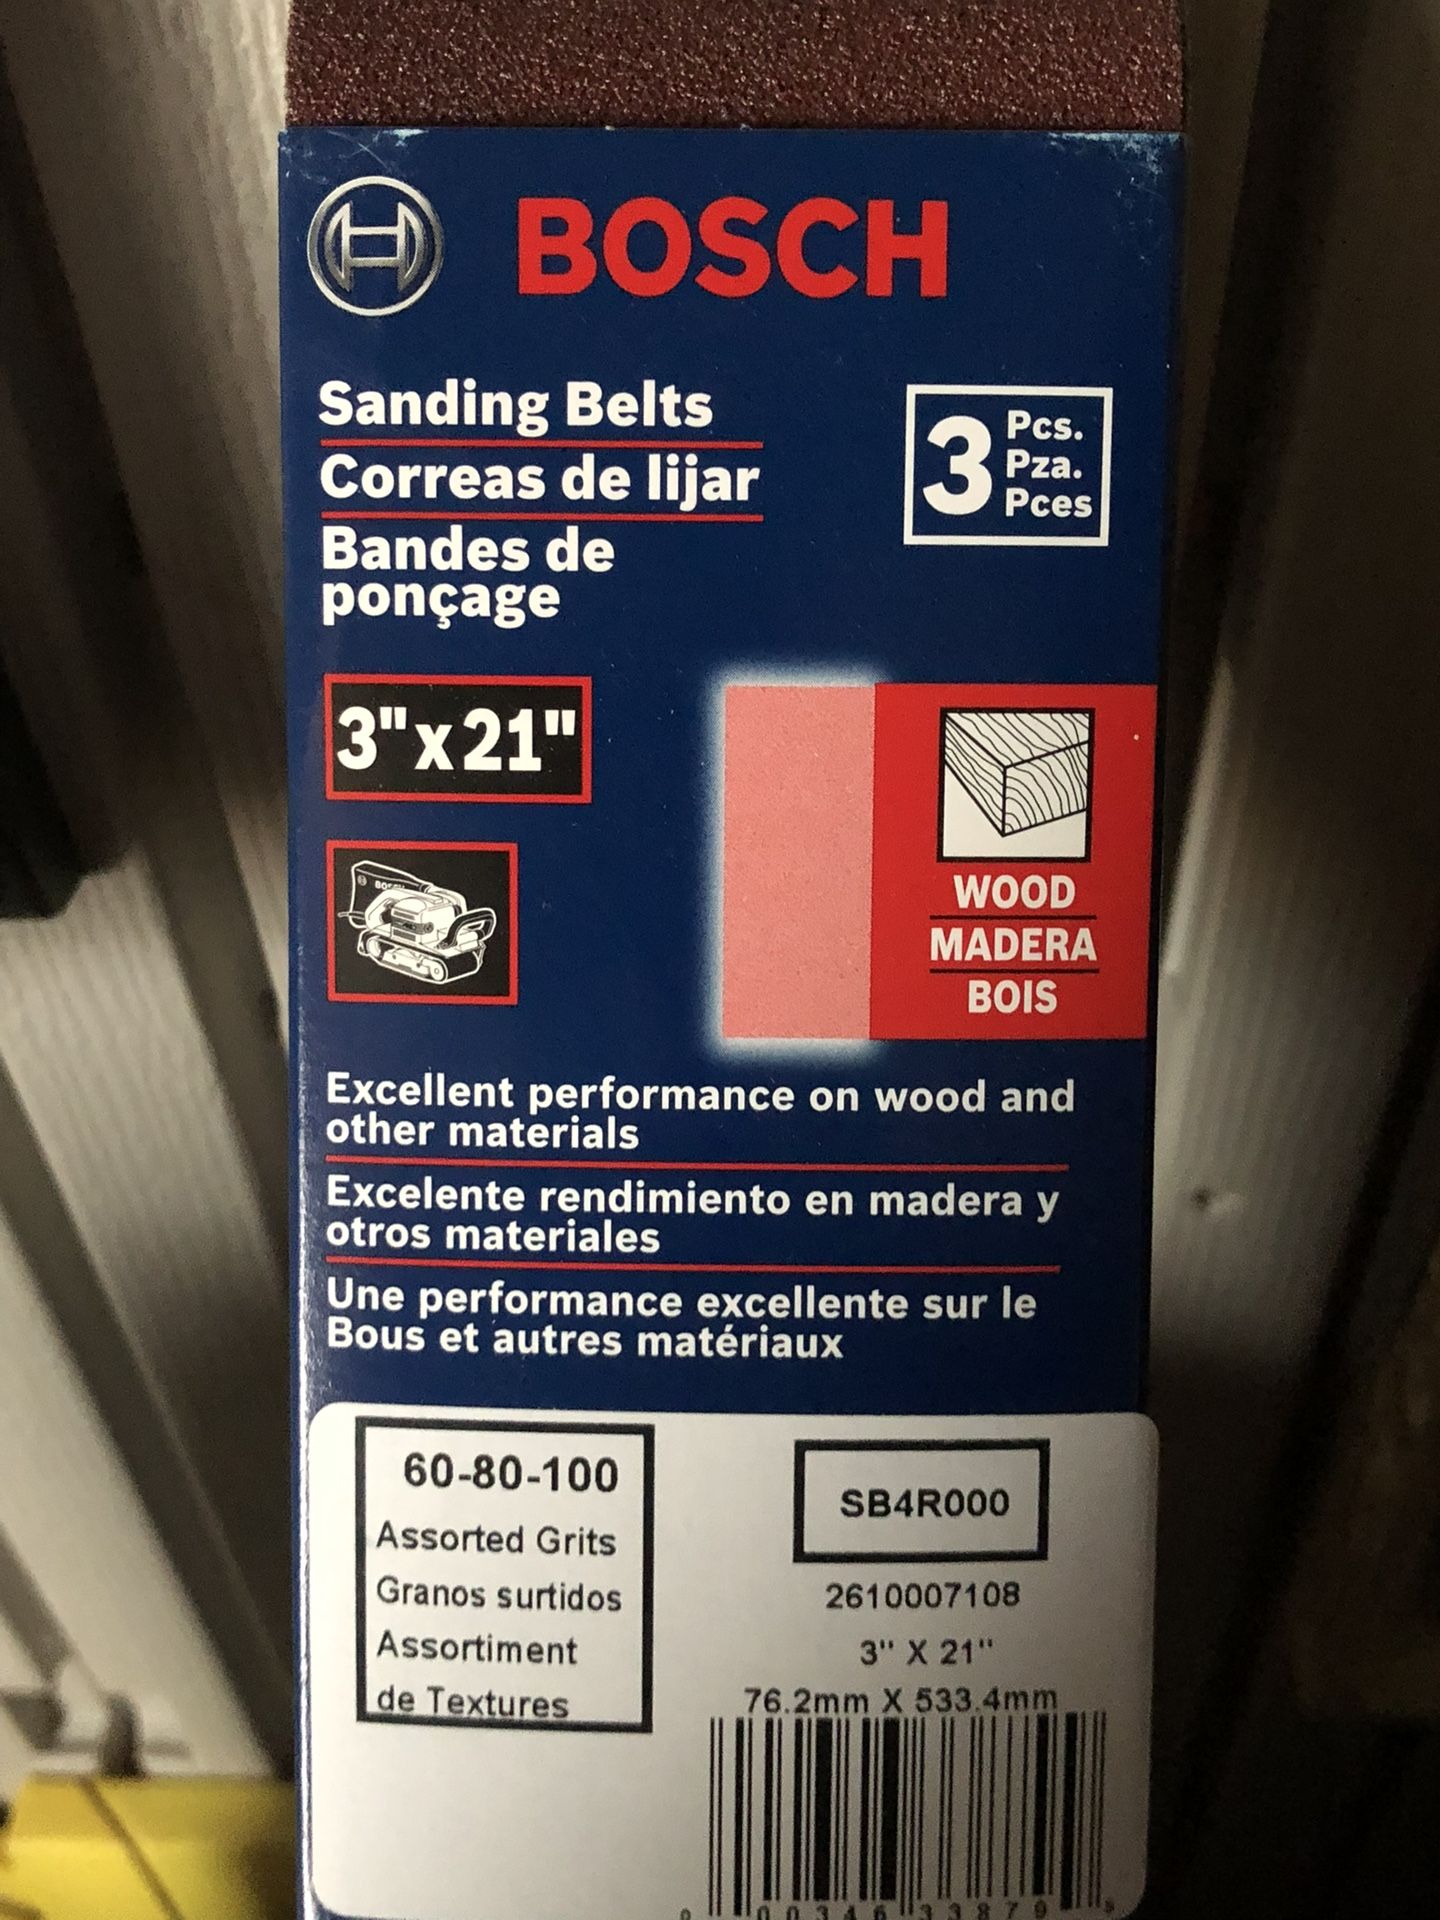 BOSCH
Sanding Belts
Correas de lijar
Bandes de
ponçage
3 Pcs.
Pza.
Pces
3"x21"
BOSCH
WOOD
MADERA
BOIS
Excellent performance on wood and
other materials
Excelente rendimiento en madera y
otros materiales
Une performance excellente sur le
Bous et autres matériaux
60-80-100
Assorted Grits
Granos surtidos
Assortiment
de Textures
SB4R000
2610007108
3" X 21"
76.2mm X 533.4mm